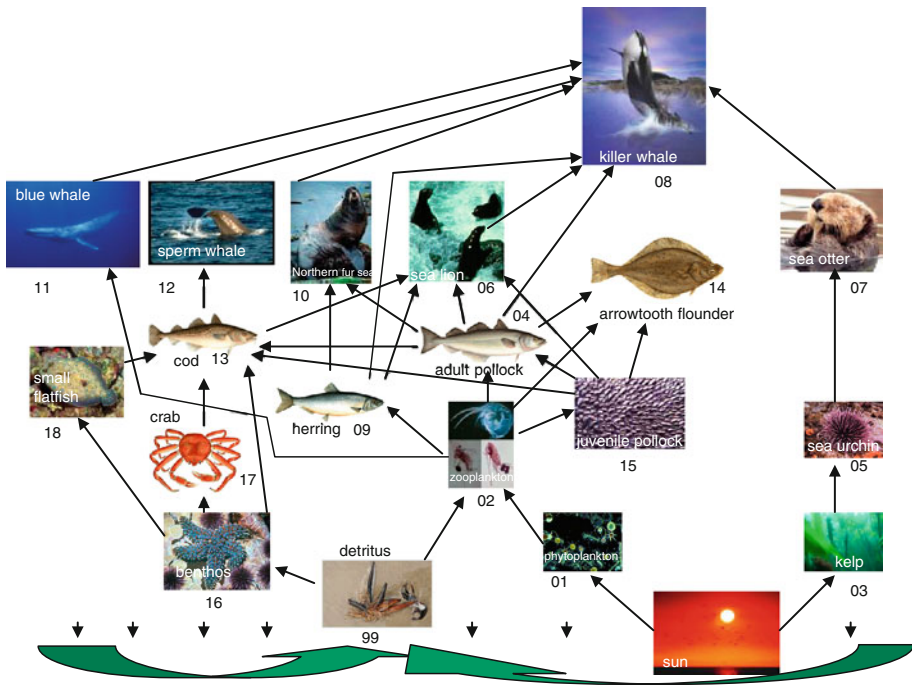 killer whale
08
blue whale
11
sperm whale
12
Northern fur sea
10
sea lion
06
04
14
arrowtooth flounder
sea otter
07
cod
13
adult pollock
small
flatfish
18
crab
17
herring
09
zooplankton
02
juvenile pollock
15
sea urchin
05
benthos
16
detritus
99
phytoplankton
01
kelp
03
sun